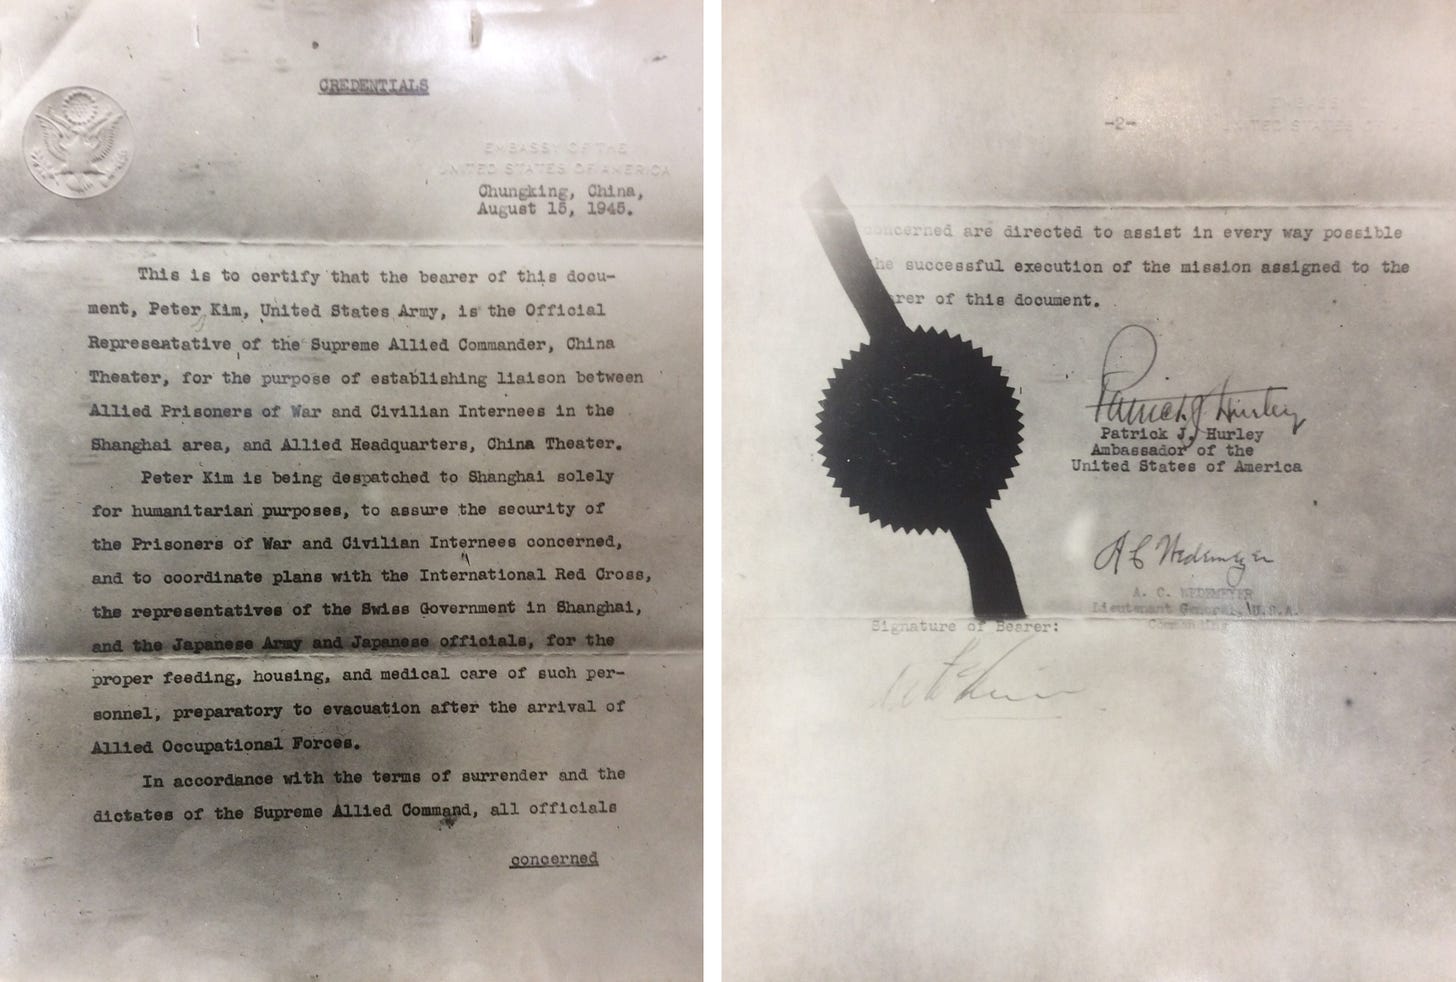 CREDENTIALS
EMBASSY OF THE
UNITED STATES OF AMERICA
Chungking, China,
August 15, 1945.
This is to certify that the bearer of this docu-
ment, Peter Kim, United States Army, is the Official
Representative of the Supreme Allied Commander, China
Theater, for the purpose of establishing liaison between
Allied Prisoners of War and Civilian Internees in the
Shanghai area, and Allied Headquarters, China Theater.
Peter Kim is being despatched to Shanghai solely
for humanitarian purposes, to assure the security of
the Prisoners of War and Civilian Internees concerned,
and to coordinate plans with the International Red Cross,
the representatives of the Swiss Government in Shanghai,
and the Japanese Army and Japanese officials, for the
proper feeding, housing, and medical care of such per-
sonnel, preparatory to evacuation after the arrival of
Allied Occupational Forces.
In accordance with the terms of surrender and the
dictates of the Supreme Allied Command, all officials
concerned
EMBASSY O
UNITED STATES O
-2-
concerned are directed to assist in every way possible
the successful execution of the mission assigned to the
rer of this document.
Patrick J Hurley
Patrick J. Hurley
Ambassador of the
United States of America
A C Wedemeyer
A. C. WEDEMEYER
Lieutenant General, U.S.A.
Commanding
Signature of Bearer:
Kim